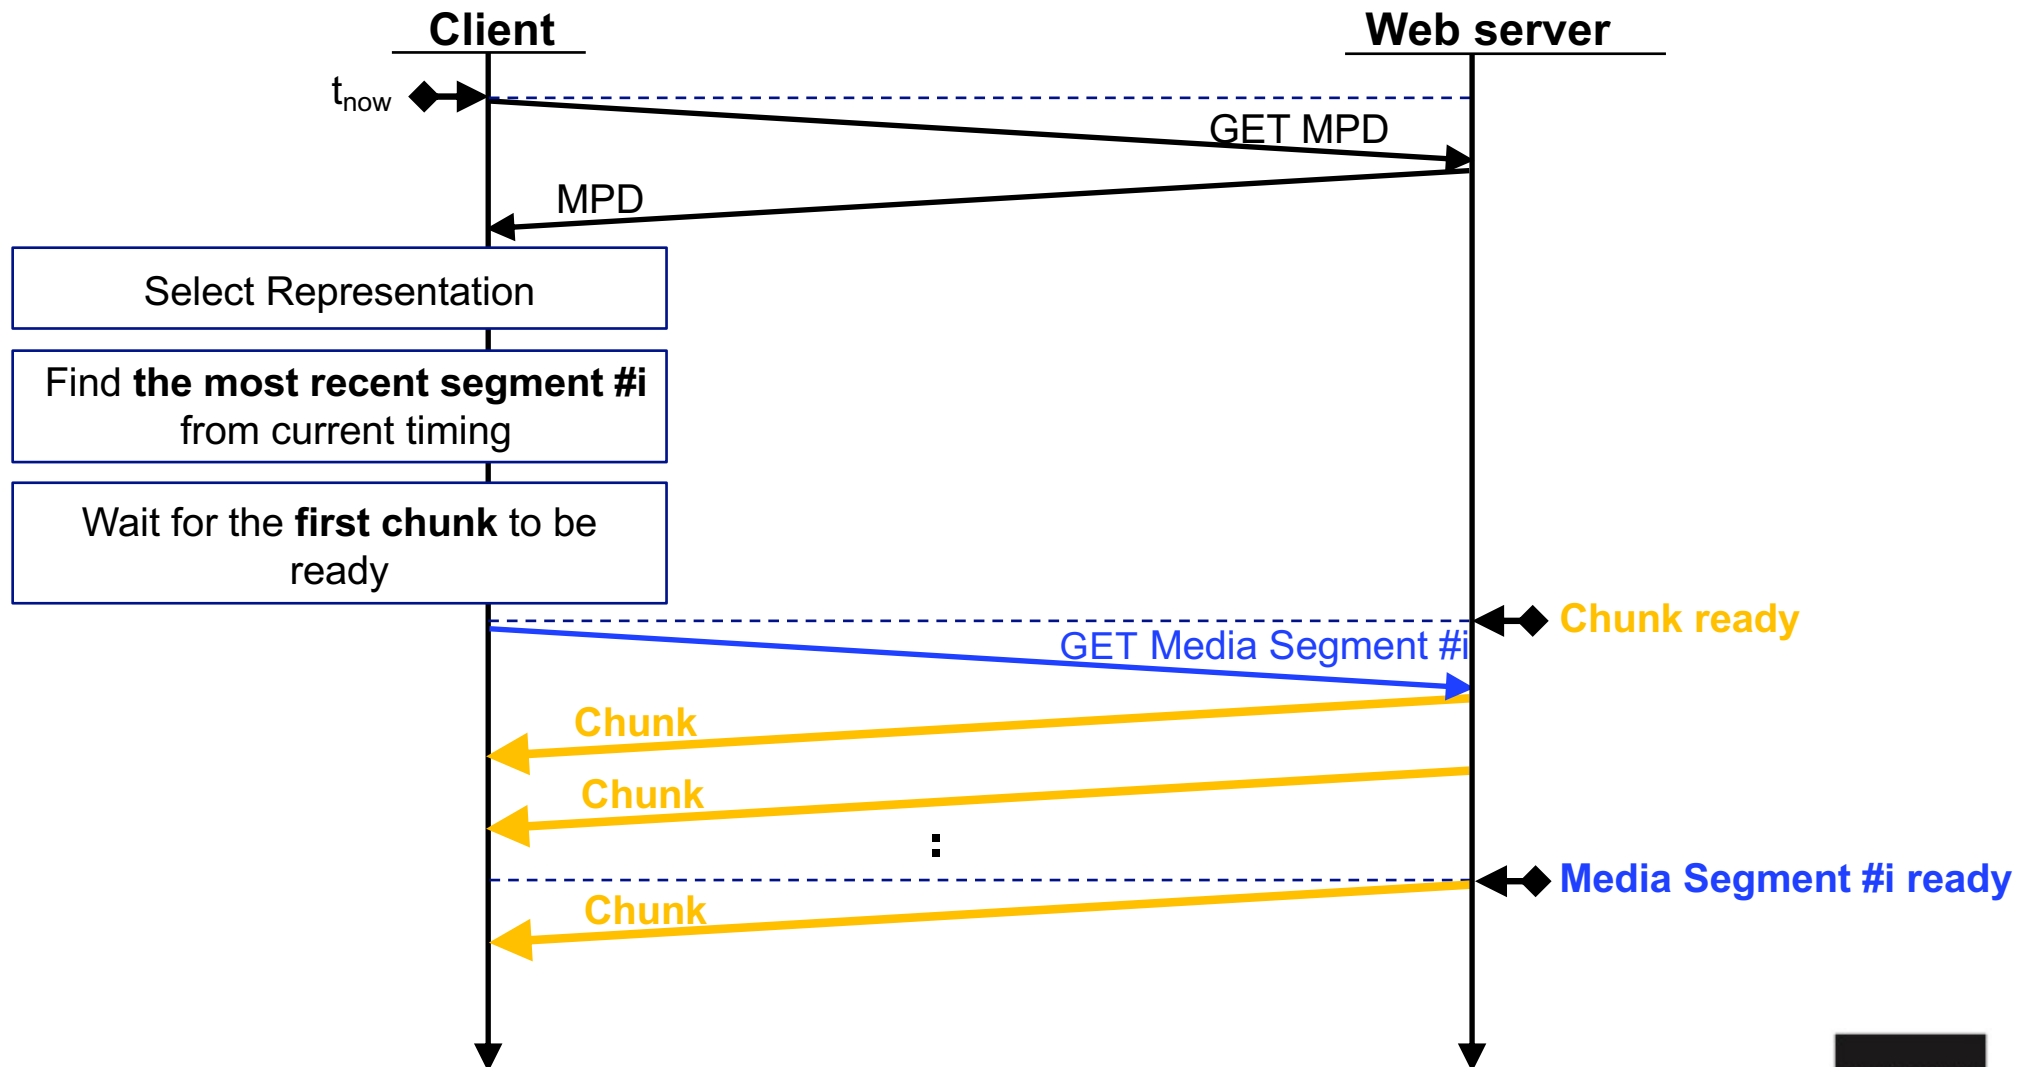 Client
Web server
tnow
GET MPD
MPD
Select Representation
Find the most recent segment #i
from current timing
Wait for the first chunk to be
ready
Chunk ready
GET Media Segment #i
Chunk
Chunk
:
Media Segment #i ready
Chunk